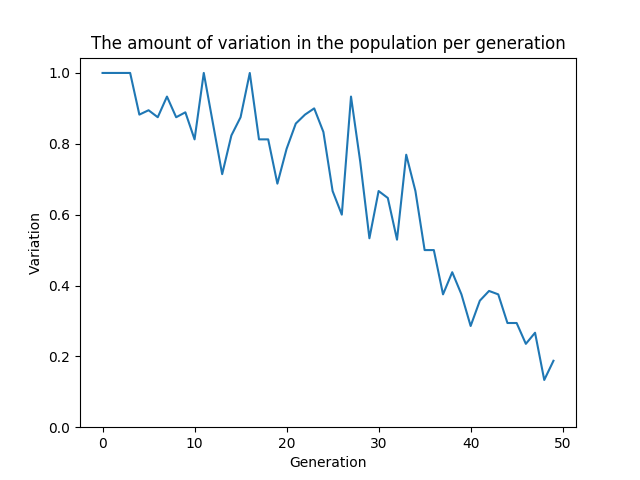 The amount of variation in the population per generation
1.0
0.8
0.6
0.4
0.2
0.0
Variation
0 10 20 30 40 50
Generation